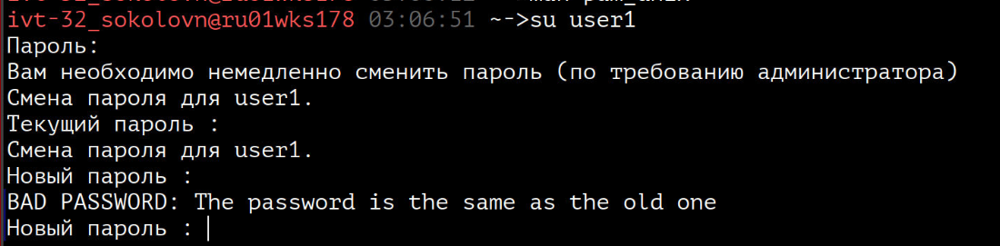 ivt-32_sokolovn@ru01wks178 03:06:51 ~->su user1
Пароль:
Вам необходимо немедленно сменить пароль (по требованию администратора)
Смена пароля для user1.
Текущий пароль :
Смена пароля для user1.
Новый пароль :
BAD PASSWORD: The password is the same as the old one
Новый пароль :